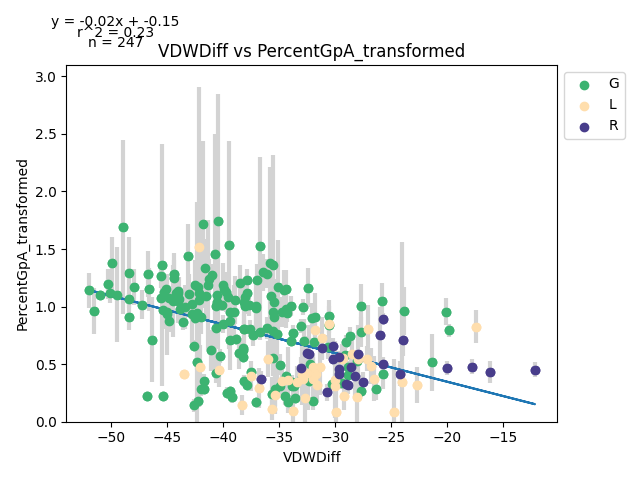 y = -0.02x + -0.15
r^2 = 0.23
n = 247
VDWDiff vs PercentGpA_transformed
G
L
R
PercentGpA_transformed
3.0
2.5
2.0
1.5
1.0
0.5
0.0
−50 −45 −40 −35 −30 −25 −20 −15
VDWDiff